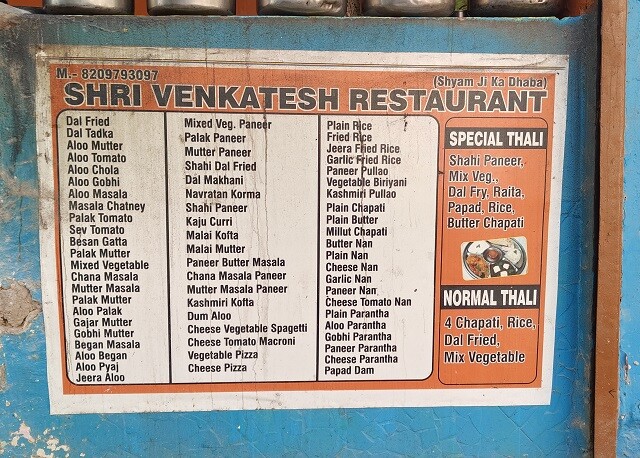 M.- 8209793097
(Shyam Ji Ka Dhaba)
SHRI VENKATESH RESTAURANT
Dal Fried
Dal Tadka
Aloo Mutter
Aloo Tomato
Aloo Chola
Aloo Gobhi
Aloo Masala
Masala Chatney
Palak Tomato
Sev Tomato
Besan Gatta
Palak Mutter
Mixed Vegetable
Chana Masala
Mutter Masala
Palak Mutter
Aloo Palak
Gajar Mutter
Gobhi Mutter
Began Masala
Aloo Began
Aloo Pyaj
Jeera Aloo
Mixed Veg. Paneer
Palak Paneer
Mutter Paneer
Shahi Dal Fried
Dal Makhani
Navratan Korma
Shahi Paneer
Kaju Curri
Malai Kofta
Malai Mutter
Paneer Butter Masala
Chana Masala Paneer
Mutter Masala Paneer
Kashmiri Kofta
Dum Aloo
Cheese Vegetable Spagetti
Cheese Tomato Macroni
Vegetable Pizza
Cheese Pizza
Plain Rice
Fried Rice
Jeera Fried Rice
Garlic Fried Rice
Paneer Pullao
Vegetable Biriyani
Kashmiri Pullao
Plain Chapati
Plain Butter
Millut Chapati
Butter Nan
Plain Nan
Cheese Nan
Garlic Nan
Paneer Nan
Cheese Tomato Nan
Plain Parantha
Aloo Parantha
Gobhi Parantha
Paneer Parantha
Cheese Parantha
Papad Dam
SPECIAL THALI
Shahi Paneer,
Mix Veg.,
Dal Fry, Raita,
Papad, Rice,
Butter Chapati
NORMAL THALI
4 Chapati, Rice,
Dal Fried,
Mix Vegetable